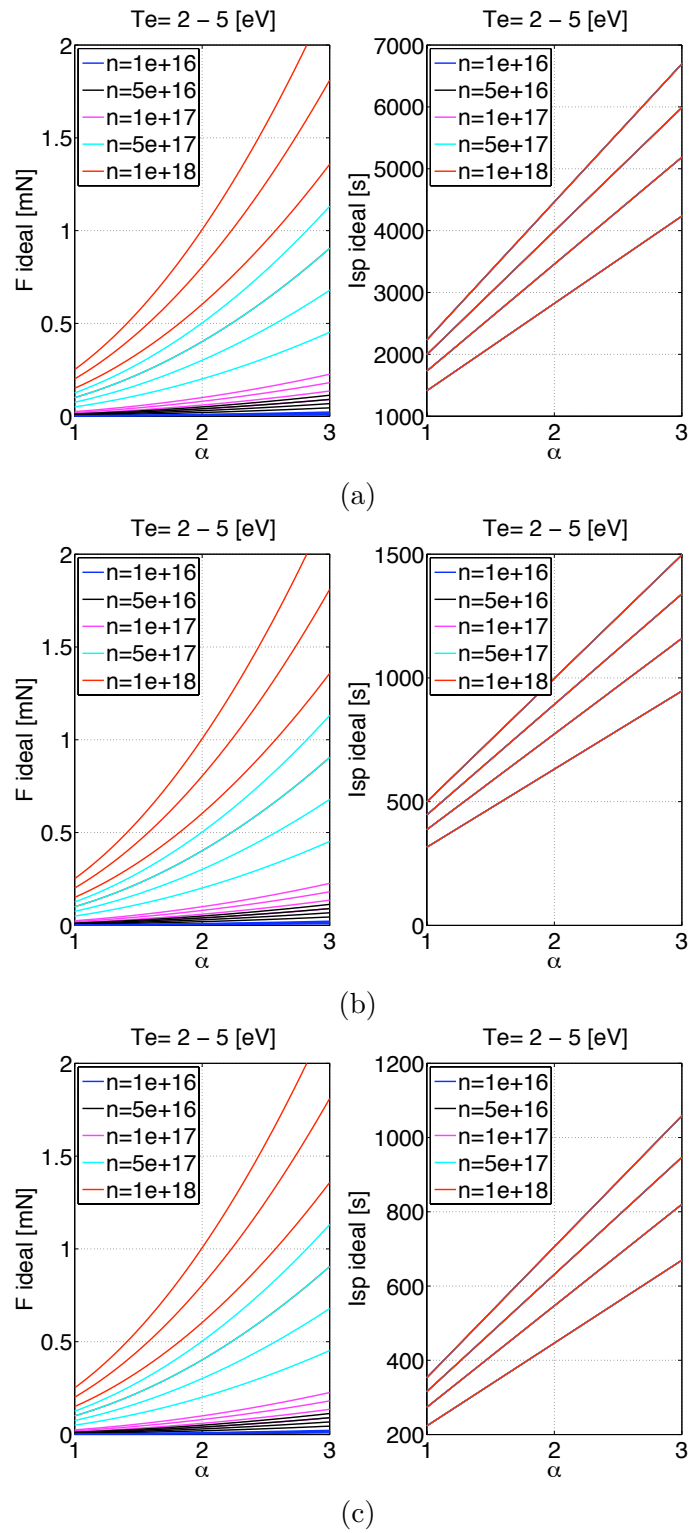 Te= 2 – 5 [eV]
Te= 2 – 5 [eV]
F ideal [mN]
2
1.5
1
0.5
0
n=1e+16
n=5e+16
n=1e+17
n=5e+17
n=1e+18
1
2
3
α
Isp ideal [s]
7000
6000
5000
4000
3000
2000
1000
n=1e+16
n=5e+16
n=1e+17
n=5e+17
n=1e+18
1
2
3
α
(a)
Te= 2 – 5 [eV]
Te= 2 – 5 [eV]
F ideal [mN]
2
1.5
1
0.5
0
n=1e+16
n=5e+16
n=1e+17
n=5e+17
n=1e+18
1
2
3
α
Isp ideal [s]
1500
1000
500
0
n=1e+16
n=5e+16
n=1e+17
n=5e+17
n=1e+18
1
2
3
α
(b)
Te= 2 – 5 [eV]
Te= 2 – 5 [eV]
F ideal [mN]
2
1.5
1
0.5
0
n=1e+16
n=5e+16
n=1e+17
n=5e+17
n=1e+18
1
2
3
α
Isp ideal [s]
1200
1000
800
600
400
200
n=1e+16
n=5e+16
n=1e+17
n=5e+17
n=1e+18
1
2
3
α
(c)